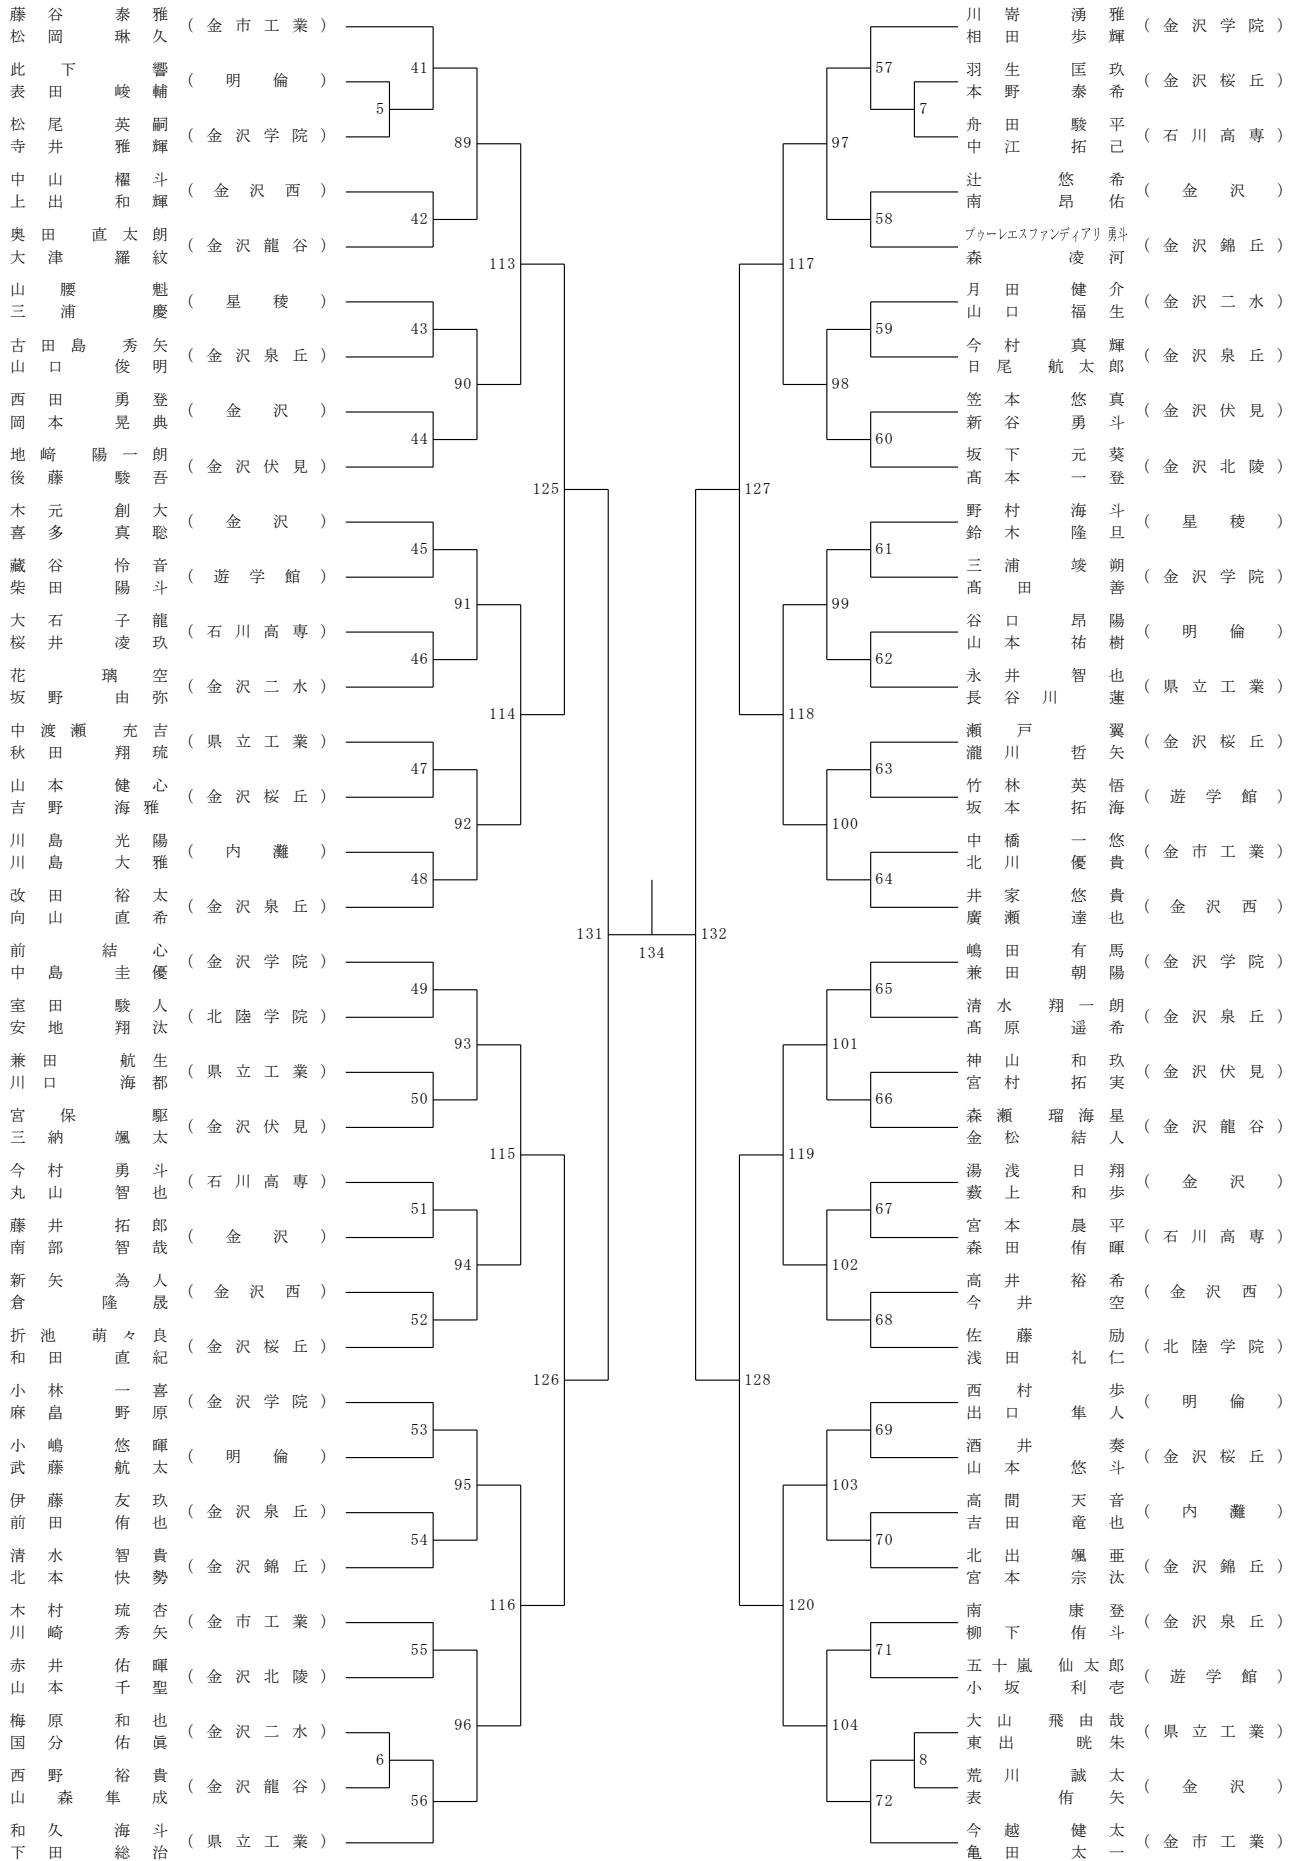 藤谷 泰雅
松岡 琳久
(金市工業)
此下 響
表田 峻輔
(明倫)
松尾 英嗣
寺井 雅輝
(金沢学院)
中山 櫂斗
上出 和輝
(金沢西)
奥田 直太朗
大津 羅紋
(金沢龍谷)
山腰 魁
三浦 慶
(星稜)
古田島 秀矢
山口 俊明
(金沢泉丘)
西田 勇登
岡本 晃典
(金沢)
地﨑 陽一朗
後藤 駿吾
(金沢伏見)
木元 創大
喜多 真聡
(金沢)
藏谷 怜音
柴田 陽斗
(遊学館)
大石 子龍
桜井 凌玖
(石川高専)
花 璃空
坂野 由弥
(金沢二水)
中渡瀬 充吉
秋田 翔琉
(県立工業)
山本 健心
吉野 海雅
(金沢桜丘)
川島 光陽
川島 大雅
(内灘)
改田 裕太
向山 直希
(金沢泉丘)
前 結心
中島 圭優
(金沢学院)
室田 駿人
安地 翔汰
(北陸学院)
兼田 航生
川口 海都
(県立工業)
宮保 駆
三納 颯太
(金沢伏見)
今村 勇斗
丸山 智也
(石川高専)
藤井 拓郎
南部 智哉
(金沢)
新矢 為人
倉 隆晟
(金沢西)
折池 萌々良
和田 直紀
(金沢桜丘)
小林 一喜
麻畠 野原
(金沢学院)
小嶋 悠暉
武藤 航太
(明倫)
伊藤 友玖
前田 侑也
(金沢泉丘)
清水 智貴
北本 快勢
(金沢錦丘)
木村 琉杏
川崎 秀矢
(金市工業)
赤井 佑暉
山本 千聖
(金沢北陵)
梅原 和也
国分 佑眞
(金沢二水)
西野 裕貴
山森 隼成
(金沢龍谷)
和久 海斗
下田 総治
(県立工業)
5
6
41
42
43
44
45
46
47
48
49
50
51
52
53
54
55
56
89
90
91
92
93
94
95
96
113
114
115
116
125
126
131
134
132
127
128
117
118
119
120
97
98
99
100
101
102
103
104
57
58
59
60
61
62
63
64
65
66
67
68
69
70
71
72
7
8
川嵜 湧雅
相田 歩輝
(金沢学院)
羽生 匡玖
本野 泰希
(金沢桜丘)
舟田 駿平
中江 拓己
(石川高専)
辻 悠希
南 昂佑
(金沢)
プゥーレエスファンディアリ 勇斗
森 凌河
(金沢錦丘)
月田 健介
山口 福生
(金沢二水)
今村 真輝
日尾 航太郎
(金沢泉丘)
笠本 悠真
新谷 勇斗
(金沢伏見)
坂下 元葵
髙本 一登
(金沢北陵)
野村 海斗
鈴木 隆旦
(星稜)
三浦 竣朔
髙田 善
(金沢学院)
谷口 昂陽
山本 祐樹
(明倫)
永井 智也
長谷川 蓮
(県立工業)
瀬戸 翼
瀧川 哲矢
(金沢桜丘)
竹林 英悟
坂本 拓海
(遊学館)
中橋 一悠
北川 優貴
(金市工業)
井家 悠貴
廣瀬 達也
(金沢西)
嶋田 有馬
兼田 朝陽
(金沢学院)
清水 翔一朗
髙原 遥希
(金沢泉丘)
神山 和玖
宮村 拓実
(金沢伏見)
森瀬 瑠海星
金松 結人
(金沢龍谷)
湯浅 日翔
薮上 和歩
(金沢)
宮本 晨平
森田 侑暉
(石川高専)
高井 裕希
今井 空
(金沢西)
佐藤 励
浅田 礼仁
(北陸学院)
西村 歩
出口 隼人
(明倫)
酒井 奏
山本 悠斗
(金沢桜丘)
高間 天音
吉田 竜也
(内灘)
北出 颯亜
宮本 宗汰
(金沢錦丘)
南 康登
柳下 侑斗
(金沢泉丘)
五十嵐 仙太郎
小坂 利壱
(遊学館)
大山 飛由哉
東出 晄朱
(県立工業)
荒川 誠太
表 侑矢
(金沢)
今越 健太
亀田 太一
(金市工業)